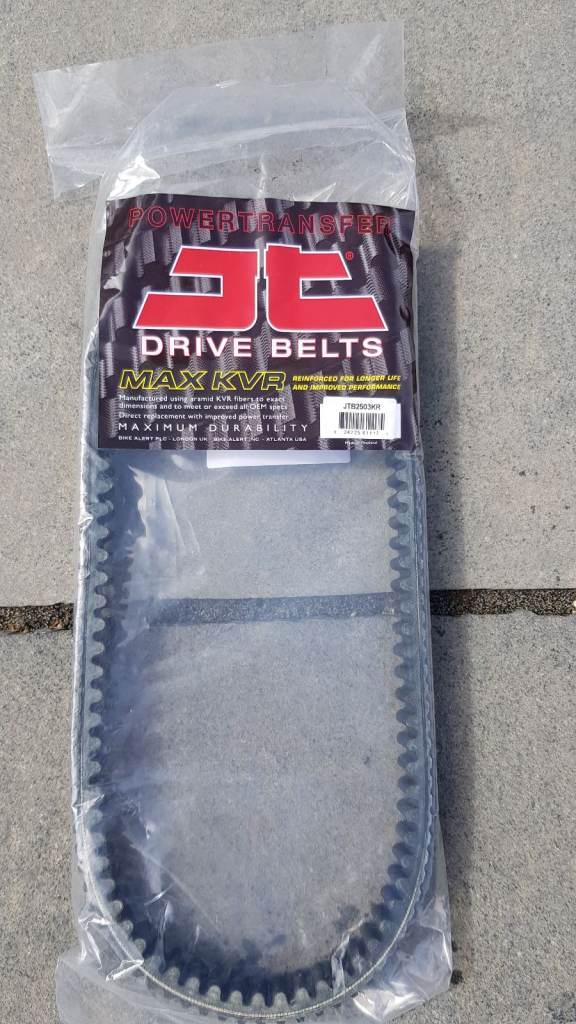 POWERTRANSFER
JT®
DRIVE BELTS
MAX KVR
REINFORCED FOR LONGER LIFE
AND IMPROVED PERFORMANCE
Manufactured using aramid KVR fibers to exact
dimensions and to meet or exceed all OEM specs
Direct replacement with improved power transfer
MAXIMUM DURABILITY
BIKE ALERT PLC - LONDON UK BIKE ALERT INC - ATLANTA USA
JTB2503KR